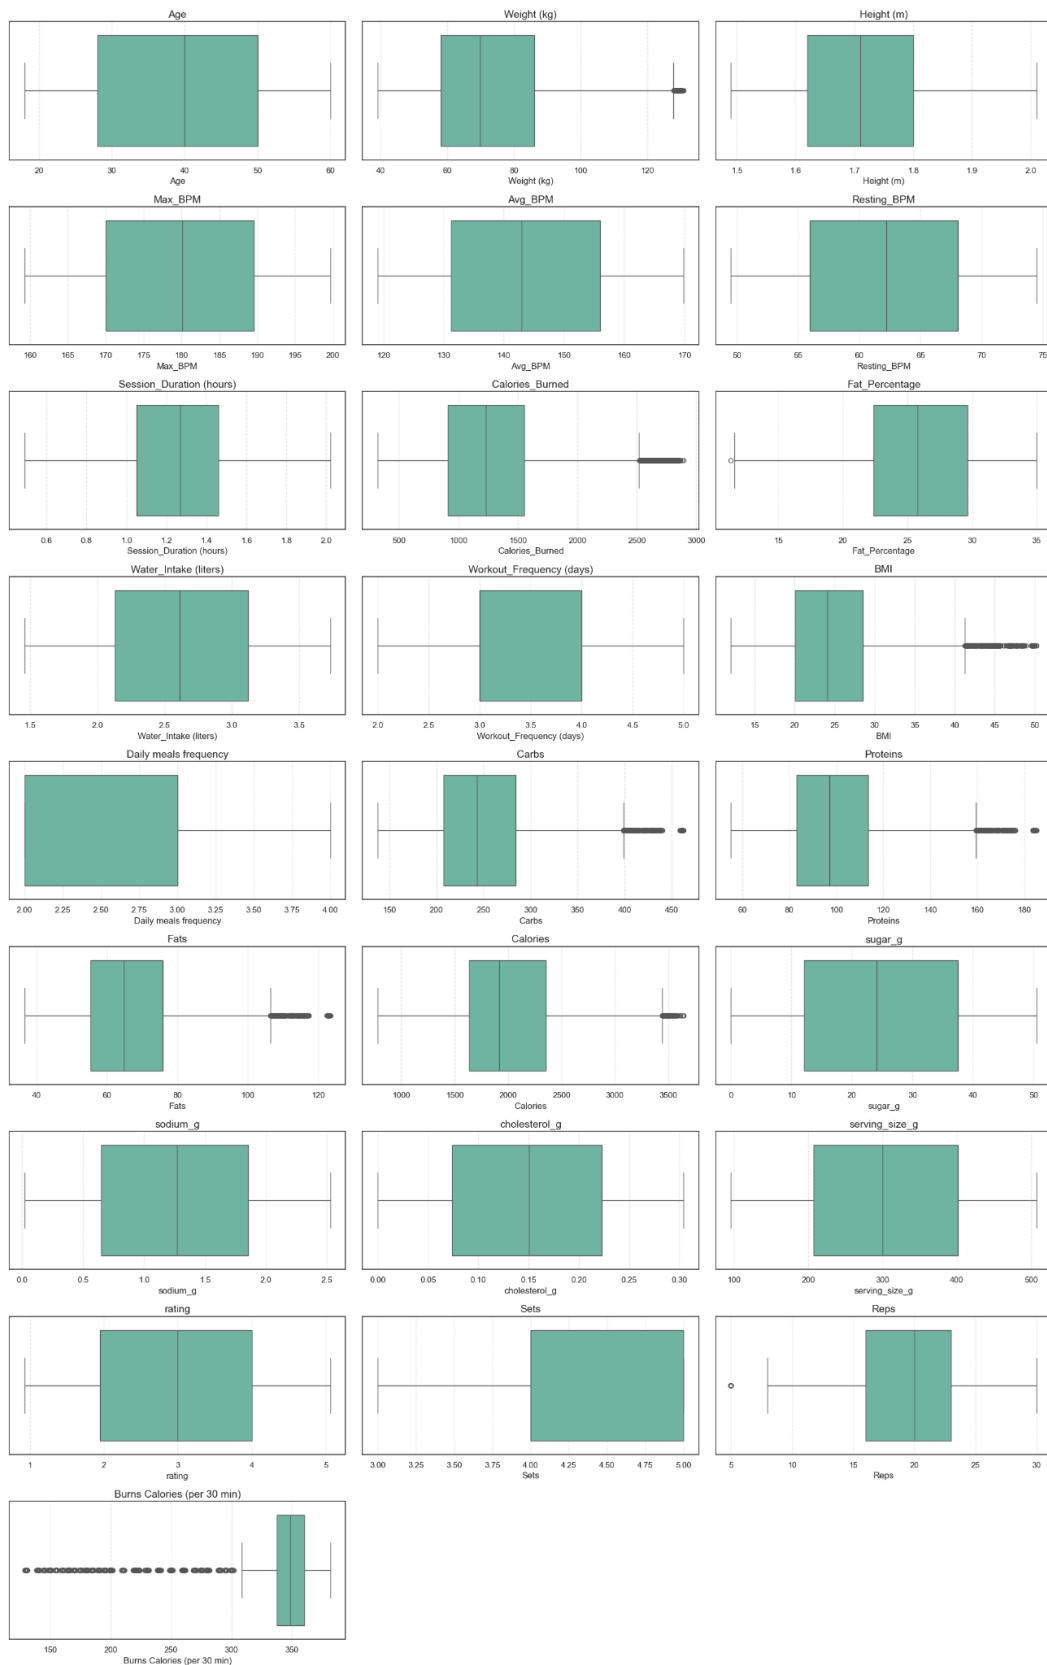 Age Weight (kg) Height (m)
20 30 40 50 60 40 60 80 100 120 1.5 1.6 1.7 1.8 1.9 2.0
Age Weight (kg) Height (m)
Max_BPM Avg_BPM Resting_BPM
160 165 170 175 180 185 190 195 200 120 130 140 150 160 170 50 55 60 65 70 75
Max_BPM Avg_BPM Resting_BPM
Session_Duration (hours) Calories_Burned Fat_Percentage
0.6 0.8 1.0 1.2 1.4 1.6 1.8 2.0 500 1000 1500 2000 2500 3000 15 20 25 30 35
Session_Duration (hours) Calories_Burned Fat_Percentage
Water_Intake (liters) Workout_Frequency (days) BMI
1.5 2.0 2.5 3.0 3.5 2.0 2.5 3.0 3.5 4.0 4.5 5.0 15 20 25 30 35 40 45 50
Water_Intake (liters) Workout_Frequency (days) BMI
Daily meals frequency Carbs Proteins
2.00 2.25 2.50 2.75 3.00 3.25 3.50 3.75 4.00 150 200 250 300 350 400 450 60 80 100 120 140 160 180
Daily meals frequency Carbs Proteins
Fats Calories sugar_g
40 60 80 100 120 1000 1500 2000 2500 3000 3500 0 10 20 30 40 50
Fats Calories sugar_g
sodium_g cholesterol_g serving_size_g
0.0 0.5 1.0 1.5 2.0 2.5 0.00 0.05 0.10 0.15 0.20 0.25 0.30 100 200 300 400 500
sodium_g cholesterol_g serving_size_g
rating Sets Reps
1 2 3 4 5 3.00 3.25 3.50 3.75 4.00 4.25 4.50 4.75 5.00 5 10 15 20 25 30
rating Sets Reps
Burns Calories (per 30 min)
150 200 250 300 350
Burns Calories (per 30 min)